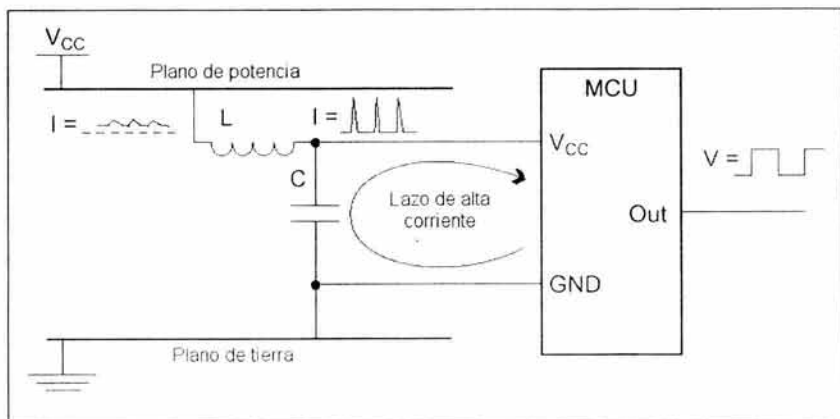 VCC
Plano de potencia
MCU
I =
L
I =
VCC
V =
C
Lazo de alta
corriente
Out
GND
Plano de tierra